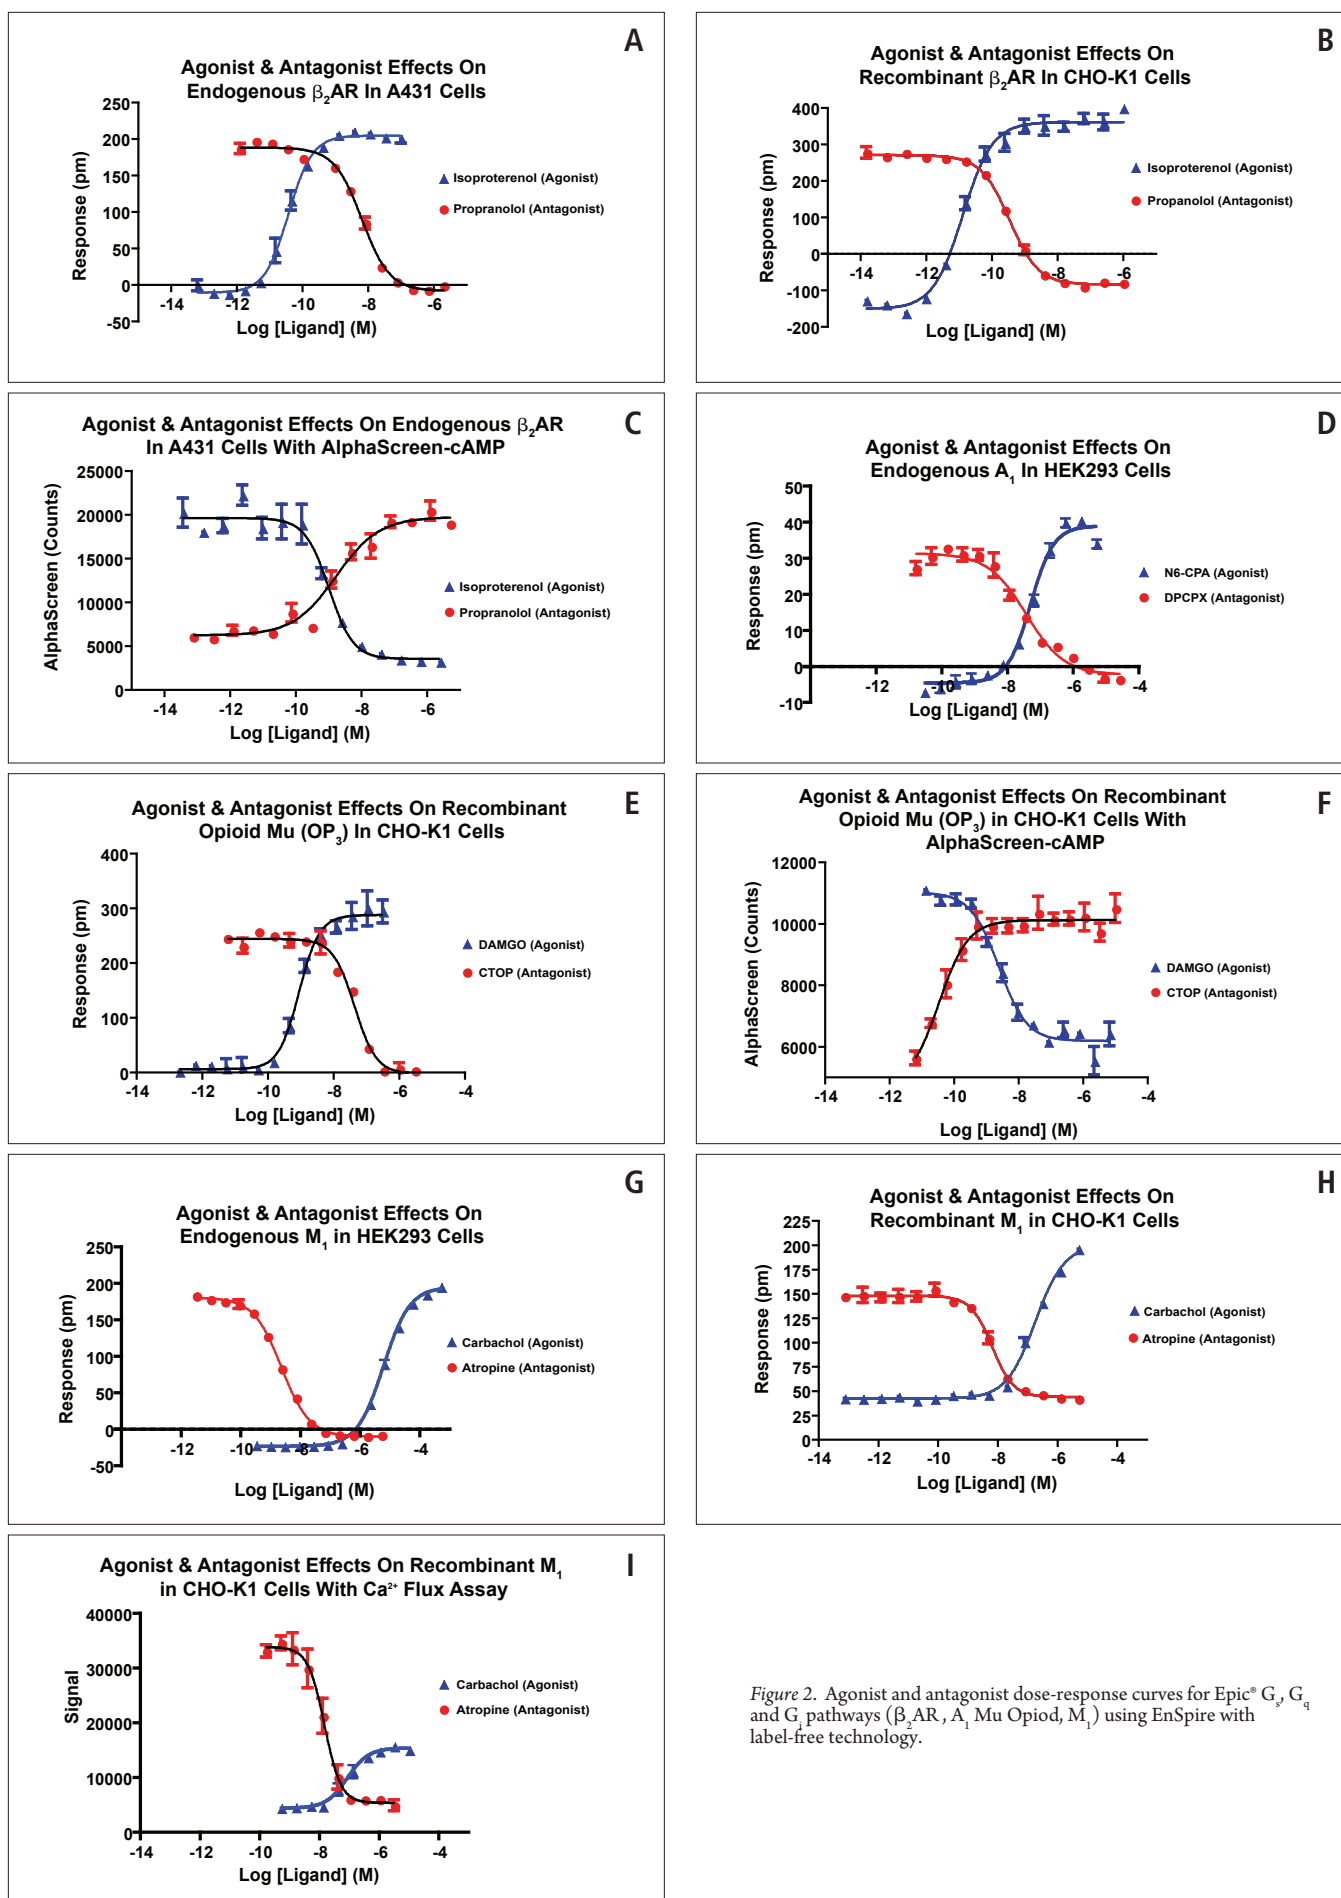 A
Agonist & Antagonist Effects On
Endogenous β₂AR In A431 Cells
250
200
150
100
50
0
-50
Response (pm)
-14 -12 -10 -8 -6
Log [Ligand] (M)
Isoproterenol (Agonist)
Propranolol (Antagonist)
B
Agonist & Antagonist Effects On
Recombinant β₂AR In CHO-K1 Cells
400
300
200
100
0
-100
-200
Response (pm)
-14 -12 -10 -8 -6
Log [Ligand] (M)
Isoproterenol (Agonist)
Propanolol (Antagonist)
C
Agonist & Antagonist Effects On Endogenous β₂AR
In A431 Cells With AlphaScreen-cAMP
25000
20000
15000
10000
5000
0
AlphaScreen (Counts)
-14 -12 -10 -8 -6
Log [Ligand] (M)
Isoproterenol (Agonist)
Propranolol (Antagonist)
D
Agonist & Antagonist Effects On
Endogenous A₁ In HEK293 Cells
50
40
30
20
10
0
-10
Response (pm)
-12 -10 -8 -6 -4
Log [Ligand] (M)
N6-CPA (Agonist)
DPCPX (Antagonist)
E
Agonist & Antagonist Effects On Recombinant
Opioid Mu (OP₃) In CHO-K1 Cells
400
300
200
100
0
Response (pm)
-14 -12 -10 -8 -6 -4
Log [Ligand] (M)
DAMGO (Agonist)
CTOP (Antagonist)
F
Agonist & Antagonist Effects On Recombinant
Opioid Mu (OP₃) in CHO-K1 Cells With
AlphaScreen-cAMP
12000
10000
8000
6000
AlphaScreen (Counts)
-14 -12 -10 -8 -6 -4
Log [Ligand] (M)
DAMGO (Agonist)
CTOP (Antagonist)
G
Agonist & Antagonist Effects On
Endogenous M₁ in HEK293 Cells
250
200
150
100
50
0
-50
Response (pm)
-12 -10 -8 -6 -4
Log [Ligand] (M)
Carbachol (Agonist)
Atropine (Antagonist)
H
Agonist & Antagonist Effects On
Recombinant M₁ in CHO-K1 Cells
225
200
175
150
125
100
75
50
25
0
Response (pm)
-14 -12 -10 -8 -6 -4
Log [Ligand] (M)
Carbachol (Agonist)
Atropine (Antagonist)
I
Agonist & Antagonist Effects On Recombinant M₁
in CHO-K1 Cells With Ca²⁺ Flux Assay
40000
30000
20000
10000
0
Signal
-14 -12 -10 -8 -6 -4
Log [Ligand] (M)
Carbachol (Agonist)
Atropine (Antagonist)
Figure 2. Agonist and antagonist dose-response curves for Epic® Gₛ, G_q
and Gᵢ pathways (β₂AR, A₁ Mu Opiod, M₁) using EnSpire with
label-free technology.